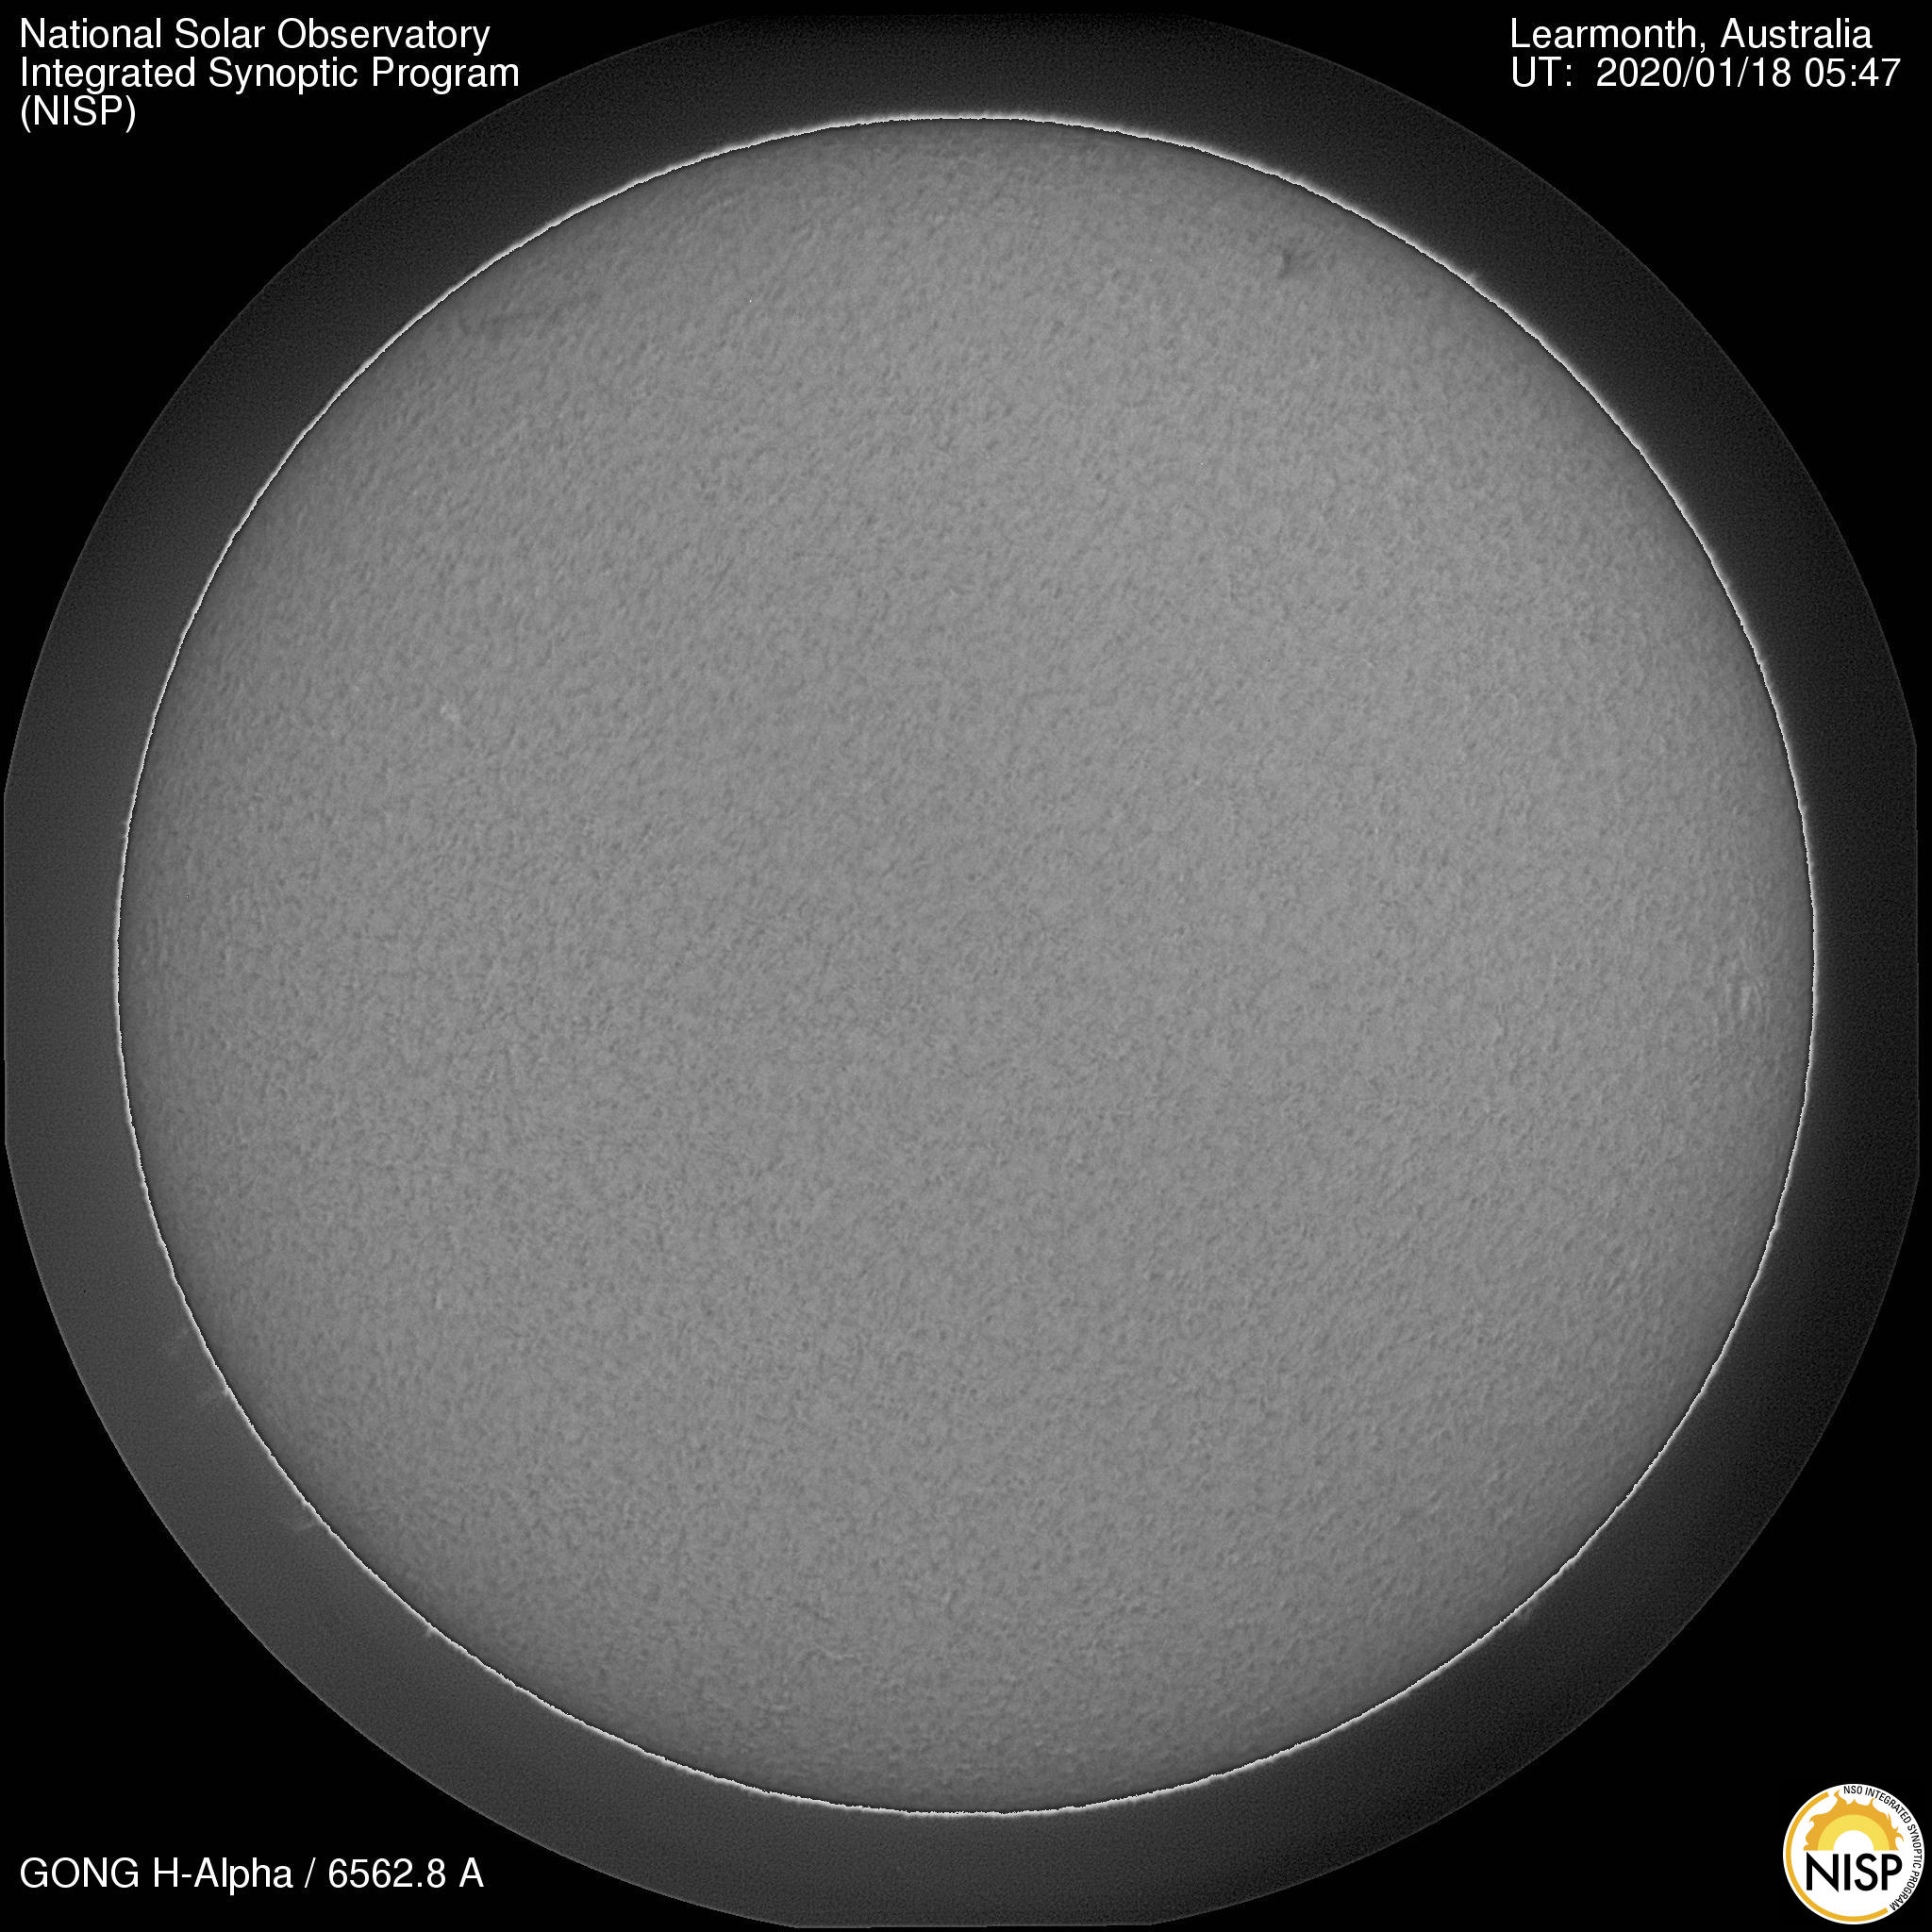 National Solar Observatory
Integrated Synoptic Program
(NISP)
Learmonth, Australia
UT: 2020/01/18 05:47
GONG H-Alpha / 6562.8 A
NSO INTEGRATED SYNOPTIC PROGRAM
NISP